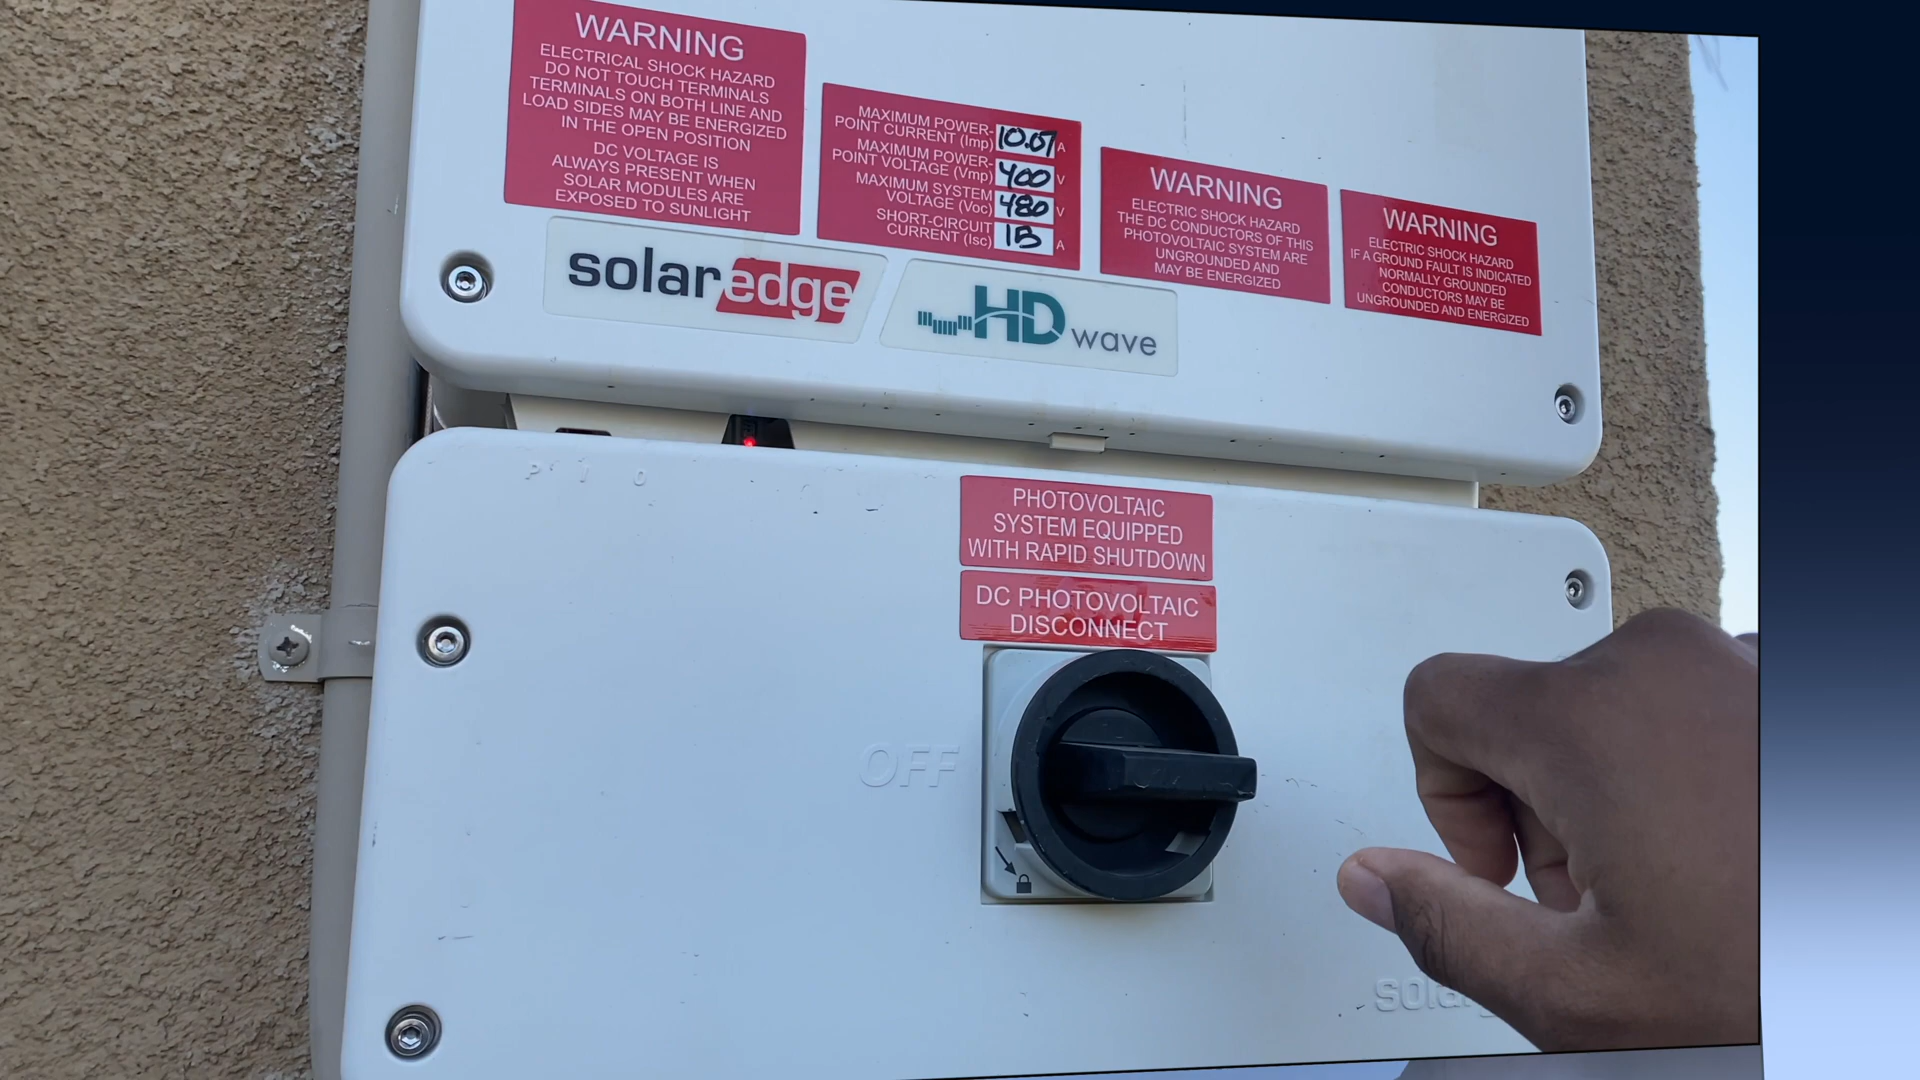 WARNING
ELECTRICAL SHOCK HAZARD
DO NOT TOUCH TERMINALS
TERMINALS ON BOTH LINE AND
LOAD SIDES MAY BE ENERGIZED
IN THE OPEN POSITION
DC VOLTAGE IS
ALWAYS PRESENT WHEN
SOLAR MODULES ARE
EXPOSED TO SUNLIGHT
MAXIMUM POWER-
POINT CURRENT (Imp) 10.07 A
MAXIMUM POWER-
POINT VOLTAGE (Vmp) 400 V
MAXIMUM SYSTEM
VOLTAGE (Voc) 480 V
SHORT-CIRCUIT
CURRENT (Isc) A
WARNING
ELECTRIC SHOCK HAZARD
THE DC CONDUCTORS OF THIS
PHOTOVOLTAIC SYSTEM ARE
UNGROUNDED AND
MAY BE ENERGIZED
WARNING
ELECTRIC SHOCK HAZARD
IF A GROUND FAULT IS INDICATED
NORMALLY GROUNDED
CONDUCTORS MAY BE
UNGROUNDED AND ENERGIZED
solaredge
HD wave
P I O
PHOTOVOLTAIC
SYSTEM EQUIPPED
WITH RAPID SHUTDOWN
DC PHOTOVOLTAIC
DISCONNECT
OFF